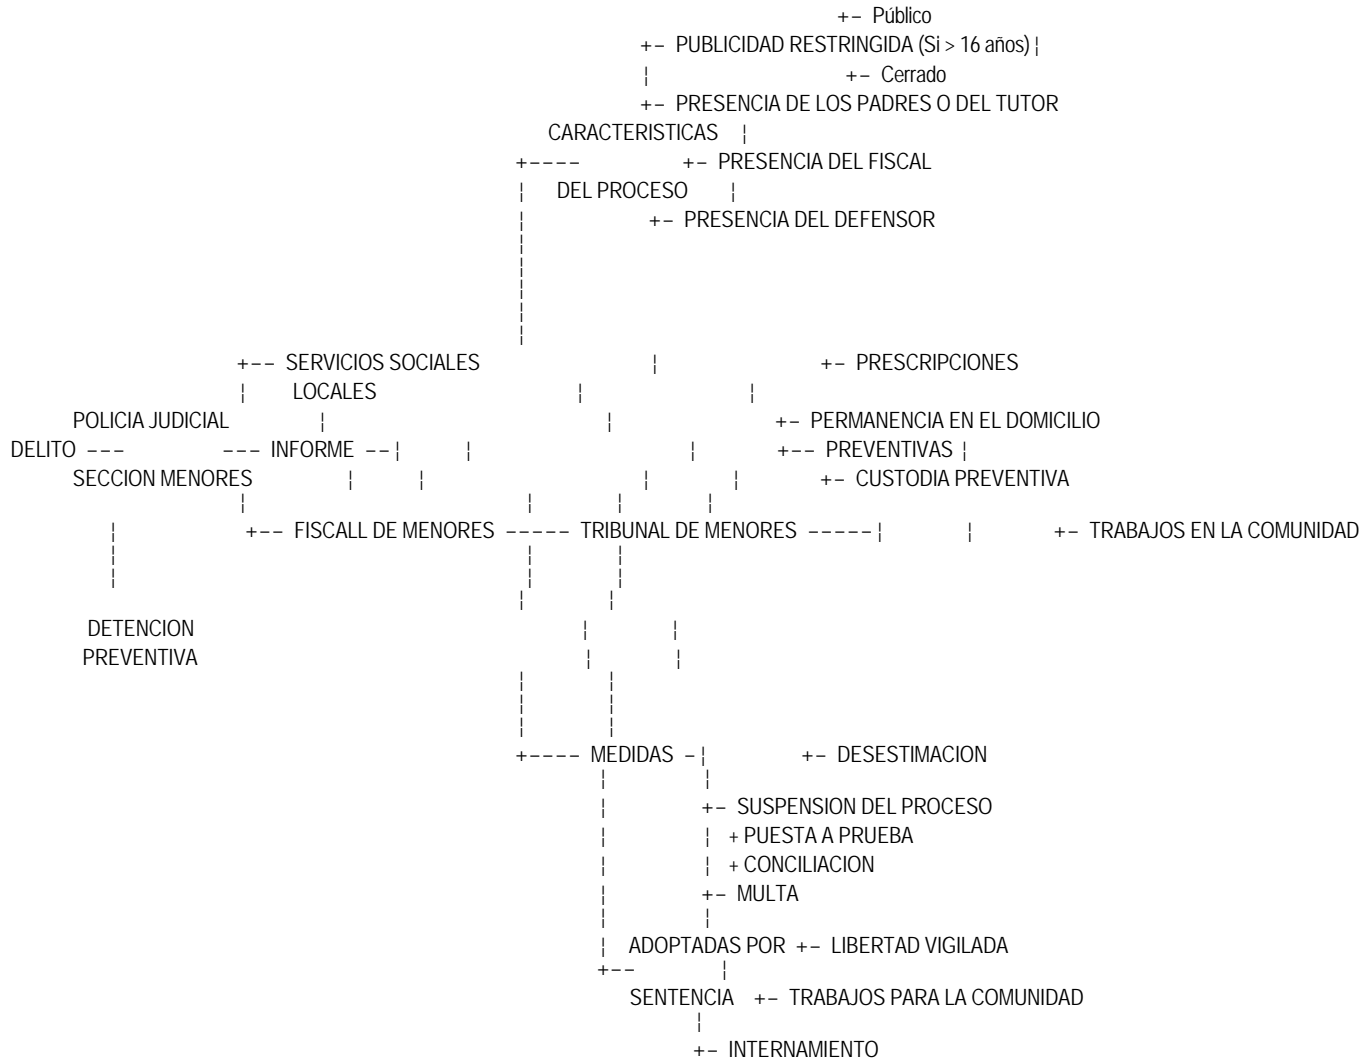 +- Público
+- PUBLICIDAD RESTRINGIDA (Si > 16 años) ¦
¦ +- Cerrado
+- PRESENCIA DE LOS PADRES O DEL TUTOR
CARACTERISTICAS ¦
+---- +- PRESENCIA DEL FISCAL
¦ DEL PROCESO ¦
¦ +- PRESENCIA DEL DEFENSOR
¦
¦
¦
¦
¦
+-- SERVICIOS SOCIALES ¦ +- PRESCRIPCIONES
¦ LOCALES ¦ ¦
POLICIA JUDICIAL ¦ ¦ +- PERMANENCIA EN EL DOMICILIO
DELITO --- --- INFORME --¦ ¦ ¦ +-- PREVENTIVAS ¦
SECCION MENORES ¦ ¦ ¦ ¦ +- CUSTODIA PREVENTIVA
¦ ¦ ¦ ¦
¦ +-- FISCALL DE MENORES ----- TRIBUNAL DE MENORES -----¦ ¦ +- TRABAJOS EN LA COMUNIDAD
¦ ¦ ¦
¦ ¦ ¦
¦ ¦
DETENCION ¦ ¦
PREVENTIVA ¦ ¦
¦ ¦
¦ ¦
¦ ¦
+---- MEDIDAS -¦ +- DESESTIMACION
¦ ¦
¦ +- SUSPENSION DEL PROCESO
¦ ¦ + PUESTA A PRUEBA
¦ ¦ + CONCILIACION
¦ +- MULTA
¦ ¦
¦ ADOPTADAS POR +- LIBERTAD VIGILADA
+-- ¦
SENTENCIA +- TRABAJOS PARA LA COMUNIDAD
¦
+- INTERNAMIENTO